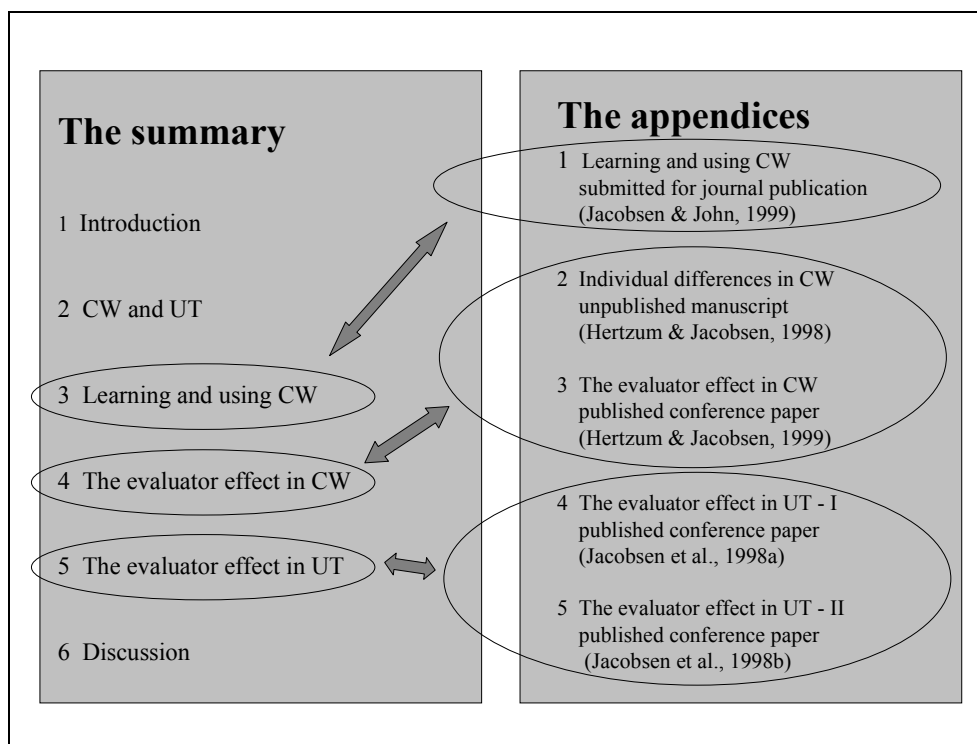 The summary
1 Introduction
2 CW and UT
3 Learning and using CW
4 The evaluator effect in CW
5 The evaluator effect in UT
6 Discussion
The appendices
1 Learning and using CW
submitted for journal publication
(Jacobsen & John, 1999)
2 Individual differences in CW
unpublished manuscript
(Hertzum & Jacobsen, 1998)
3 The evaluator effect in CW
published conference paper
(Hertzum & Jacobsen, 1999)
4 The evaluator effect in UT - I
published conference paper
(Jacobsen et al., 1998a)
5 The evaluator effect in UT - II
published conference paper
(Jacobsen et al., 1998b)